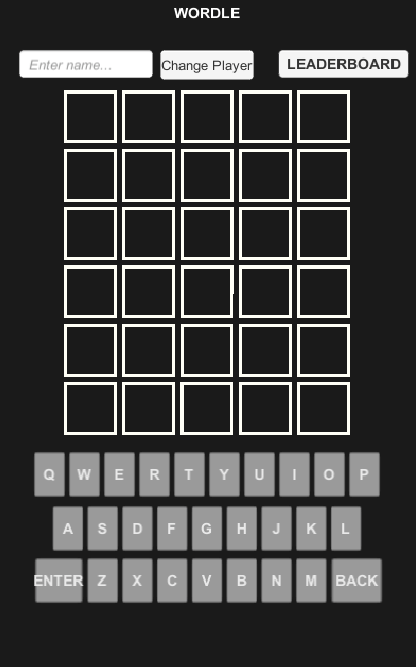 WORDLE
Enter name... Change Player LEADERBOARD
Q W E R T Y U I O P
A S D F G H J K L
ENTER Z X C V B N M BACK